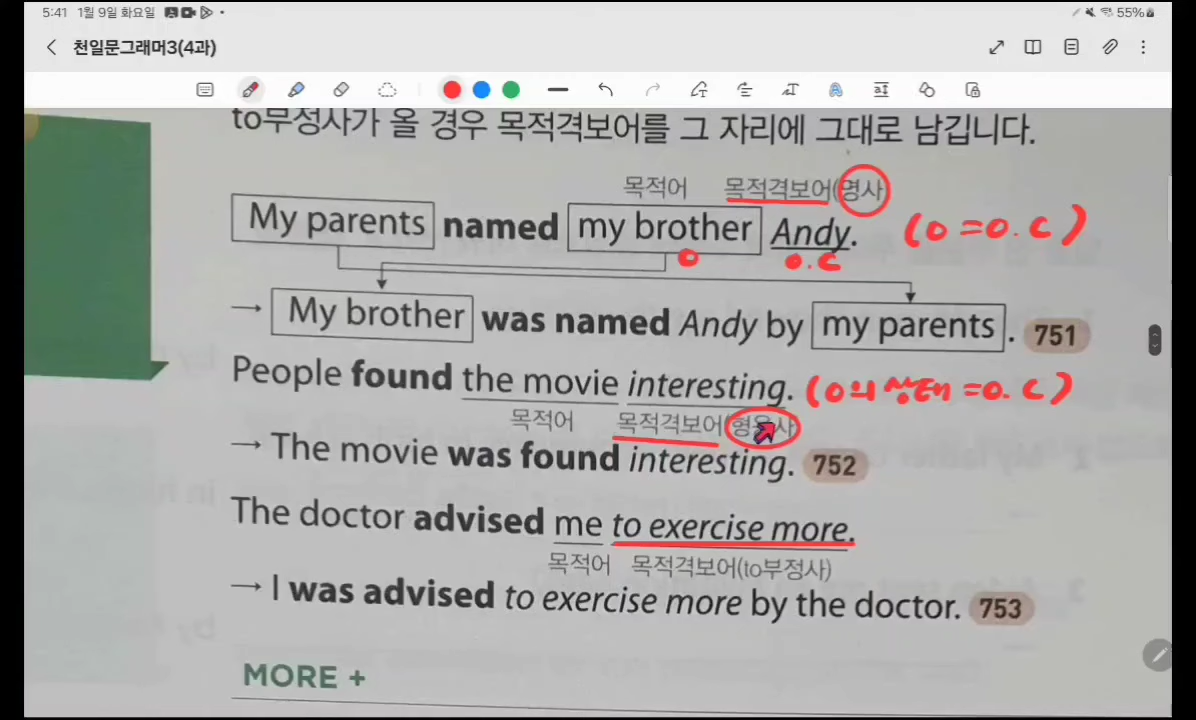 5:41 1월 9일 화요일
55%
천일문그래머3(4과)
to부정사가 올 경우 목적격보어를 그 자리에 그대로 남깁니다.
목적어 목적격보어(명사
My parents named my brother Andy. (O = O.C)
O O.C
→ My brother was named Andy by my parents. 751
People found the movie interesting. (O의 상태 = O.C)
목적어 목적격보어(형용사
→ The movie was found interesting. 752
The doctor advised me to exercise more.
목적어 목적격보어(to부정사)
→ I was advised to exercise more by the doctor. 753
MORE +